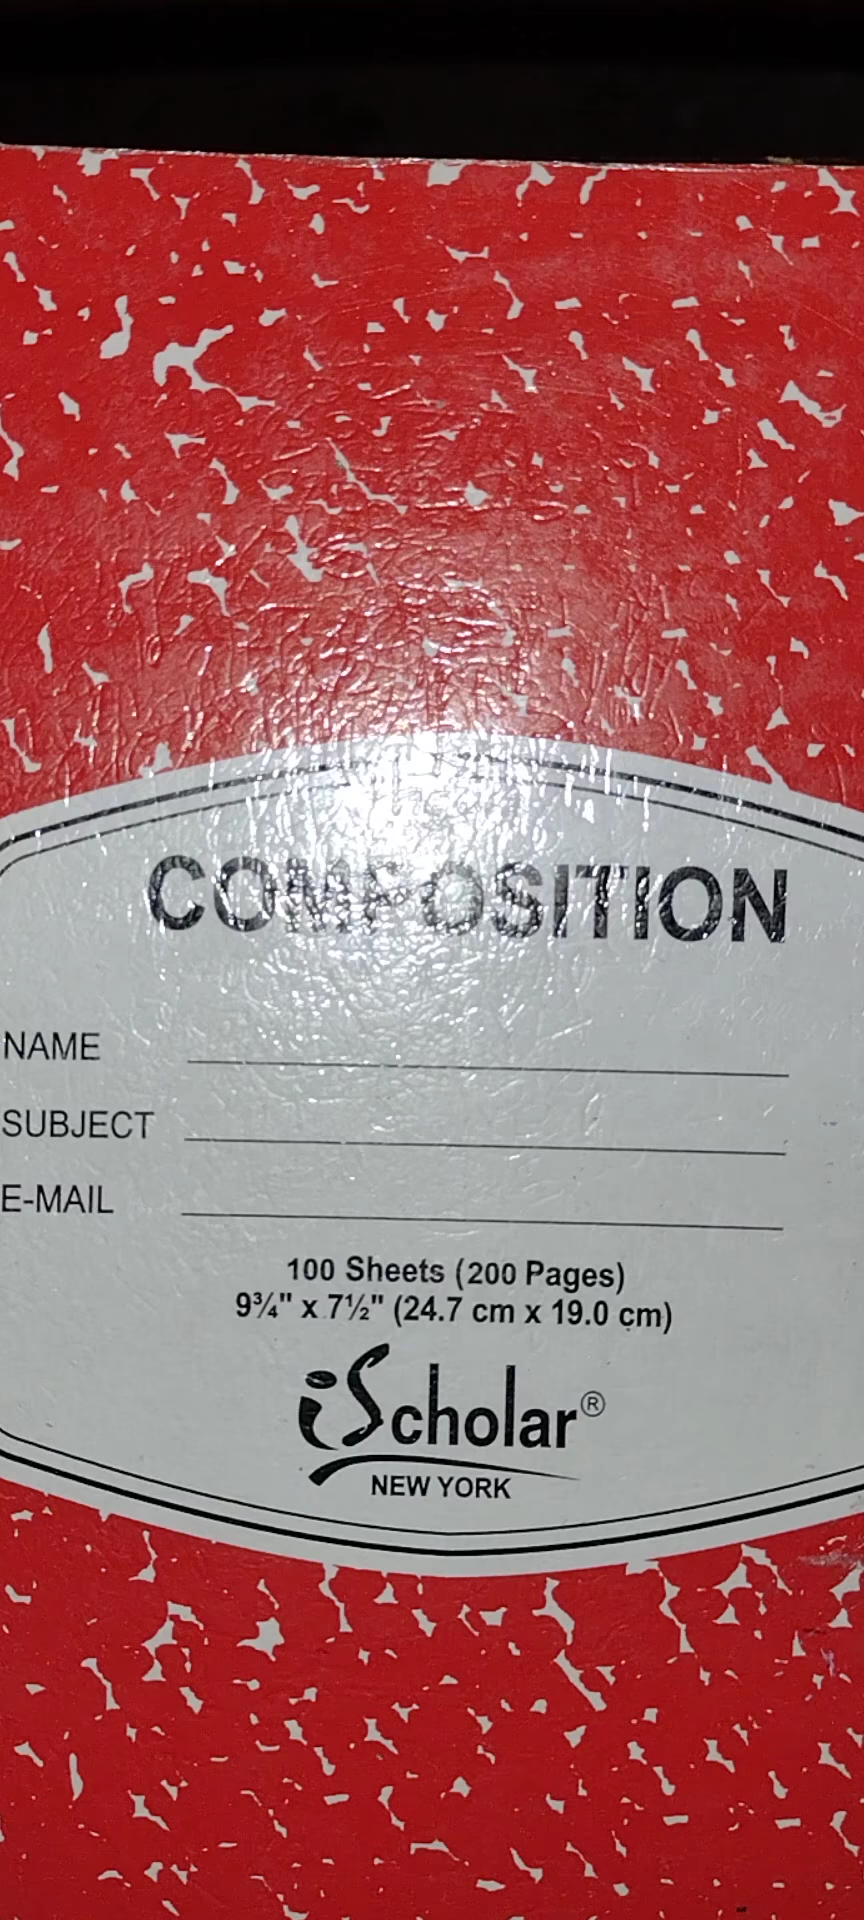 COMPOSITION
NAME
SUBJECT
E-MAIL
100 Sheets (200 Pages)
9¾" x 7½" (24.7 cm x 19.0 cm)
iScholar®
NEW YORK